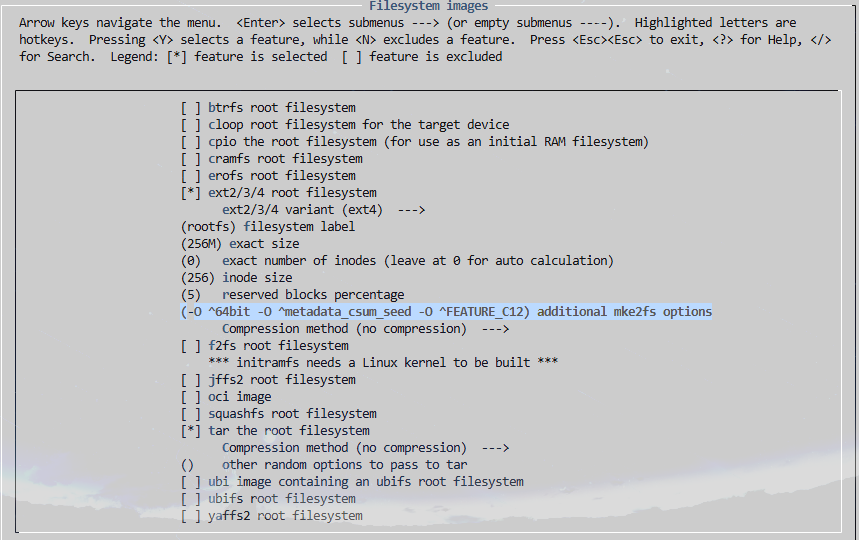 Filesystem images
Arrow keys navigate the menu.  <Enter> selects submenus ---> (or empty submenus ----).  Highlighted letters are
hotkeys.  Pressing <Y> selects a feature, while <N> excludes a feature.  Press <Esc><Esc> to exit, <?> for Help, </>
for Search.  Legend: [*] feature is selected  [ ] feature is excluded
[ ] btrfs root filesystem
[ ] cloop root filesystem for the target device
[ ] cpio the root filesystem (for use as an initial RAM filesystem)
[ ] cramfs root filesystem
[ ] erofs root filesystem
[*] ext2/3/4 root filesystem
ext2/3/4 variant (ext4)  --->
(rootfs) filesystem label
(256M) exact size
(0)   exact number of inodes (leave at 0 for auto calculation)
(256) inode size
(5)   reserved blocks percentage
(-O ^64bit -O ^metadata_csum_seed -O ^FEATURE_C12) additional mke2fs options
Compression method (no compression)  --->
[ ] f2fs root filesystem
*** initramfs needs a Linux kernel to be built ***
[ ] jffs2 root filesystem
[ ] oci image
[ ] squashfs root filesystem
[*] tar the root filesystem
Compression method (no compression)  --->
()    other random options to pass to tar
[ ] ubi image containing an ubifs root filesystem
[ ] ubifs root filesystem
[ ] yaffs2 root filesystem